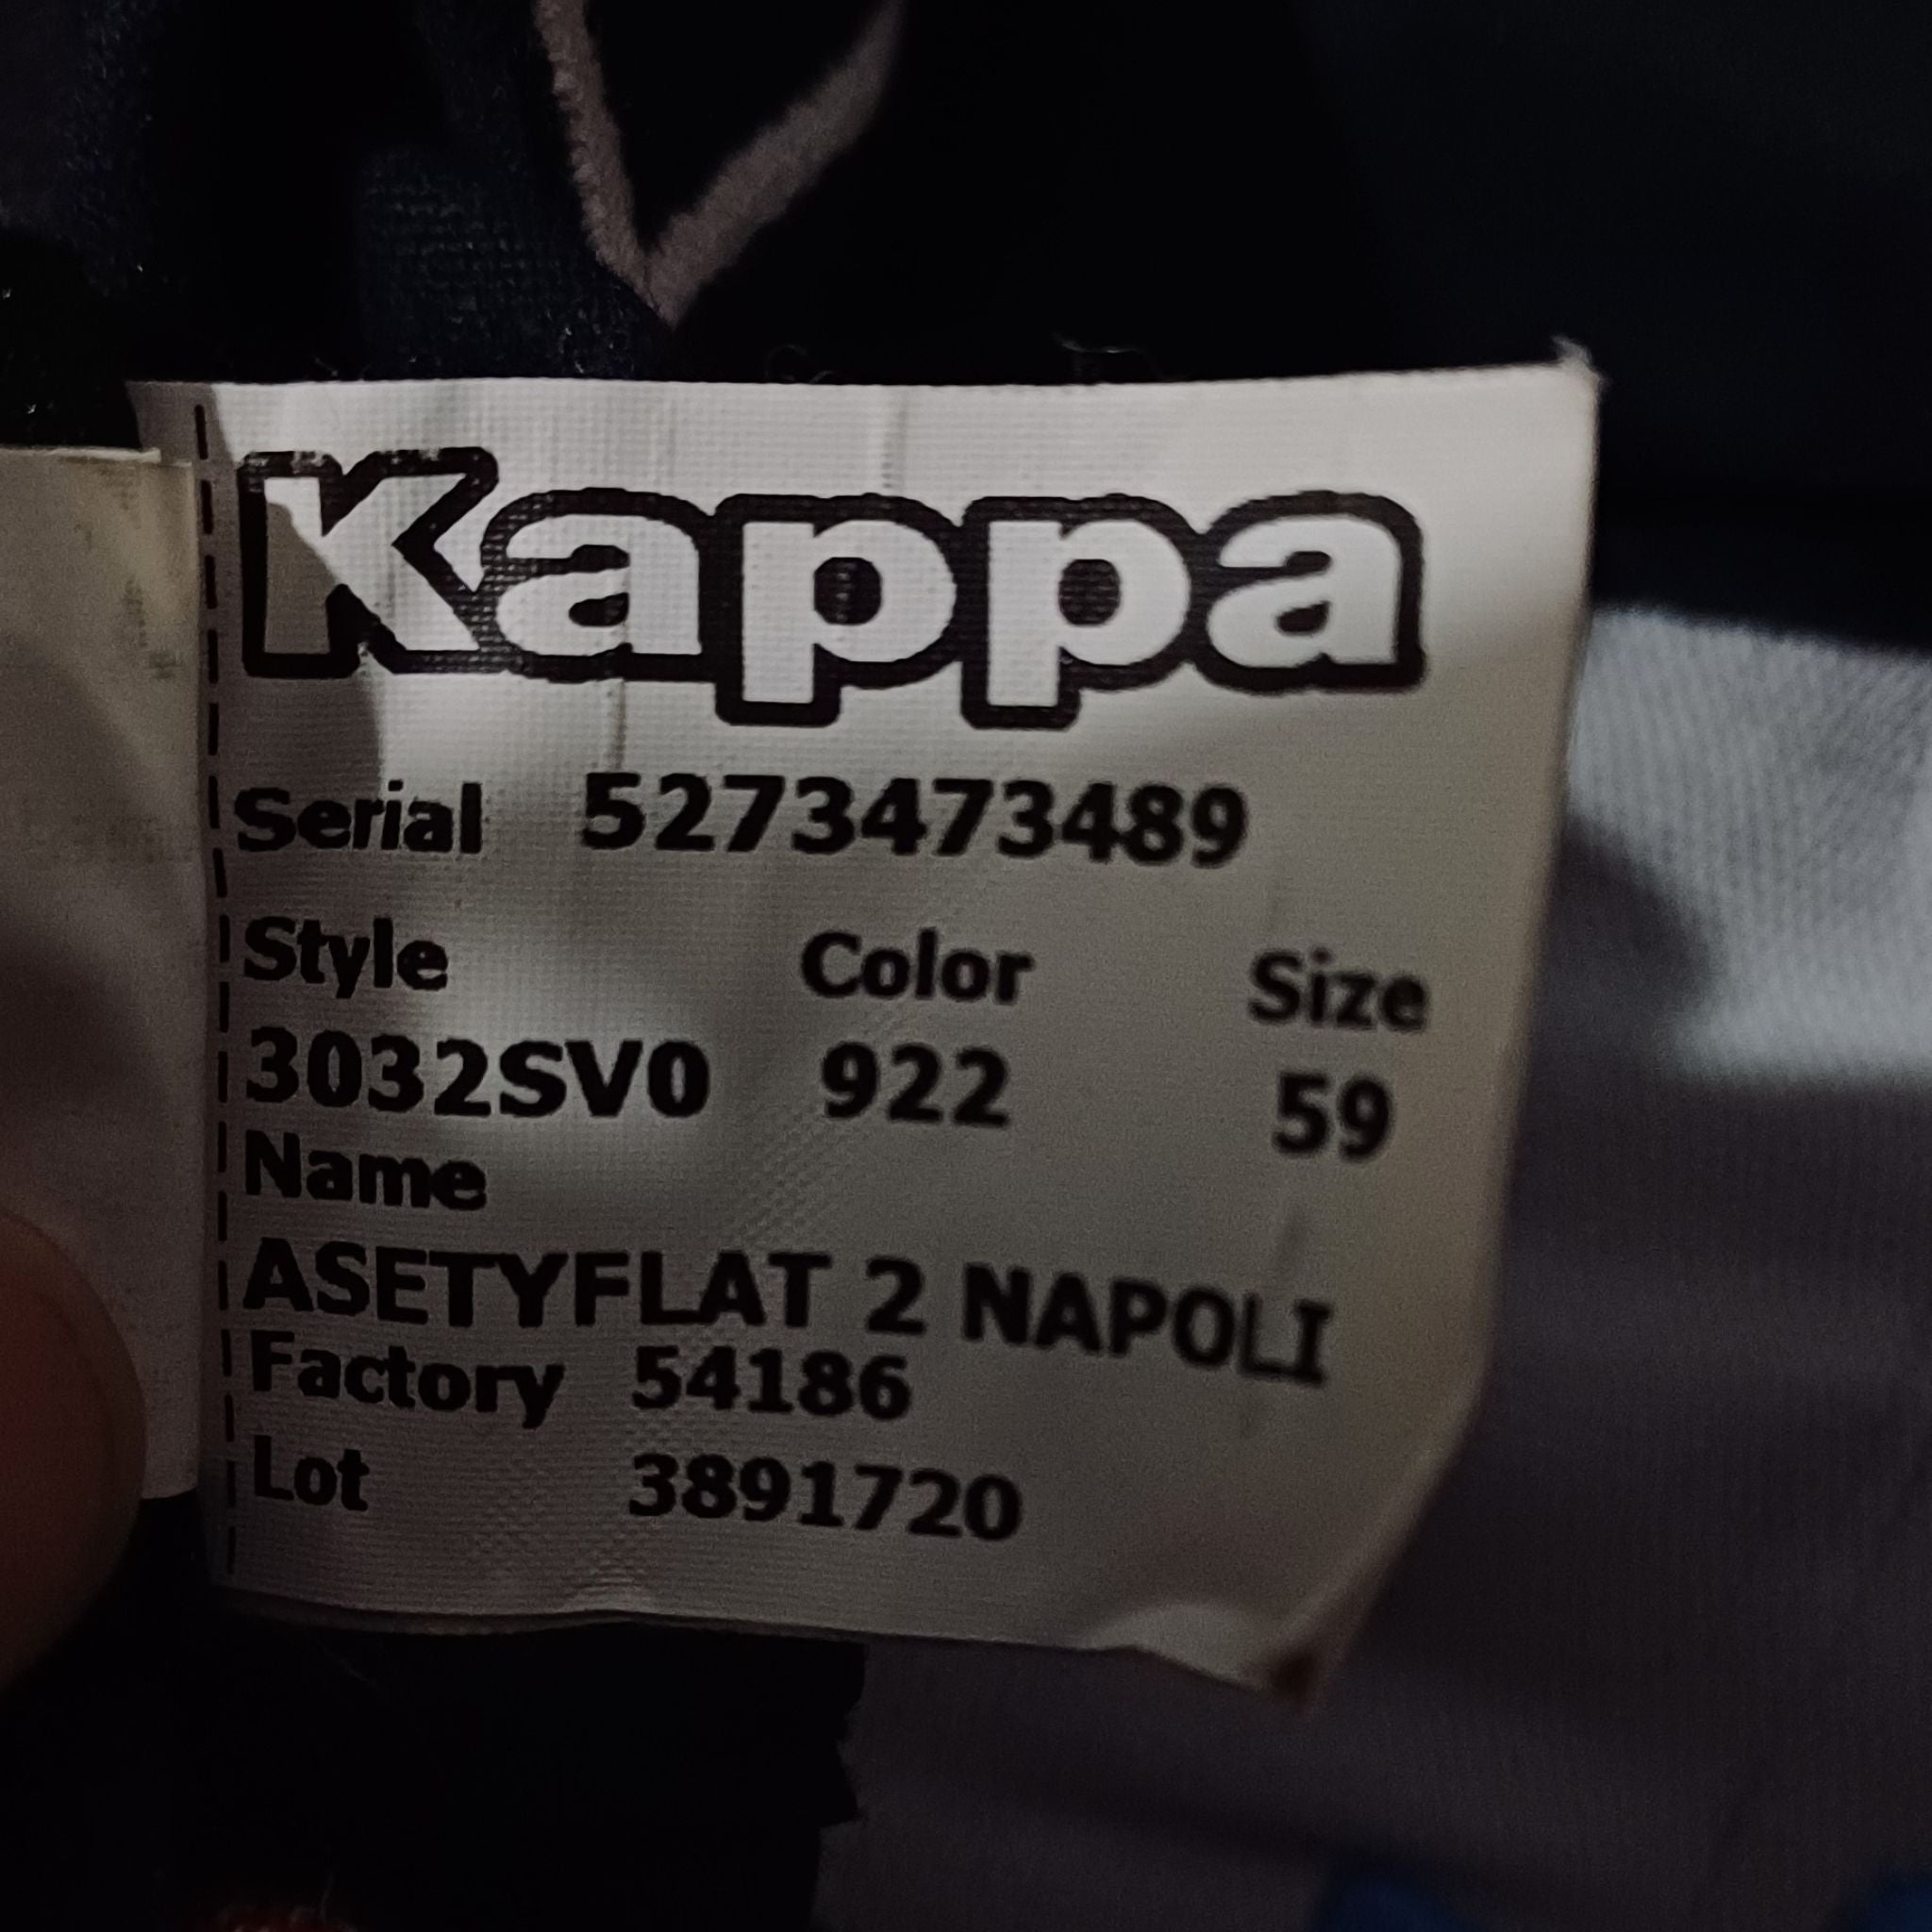 Kappa
Serial 5273473489
Style Color Size
3032SV0 922 59
Name
ASETYFLAT 2 NAPOLI
Factory 54186
Lot 3891720